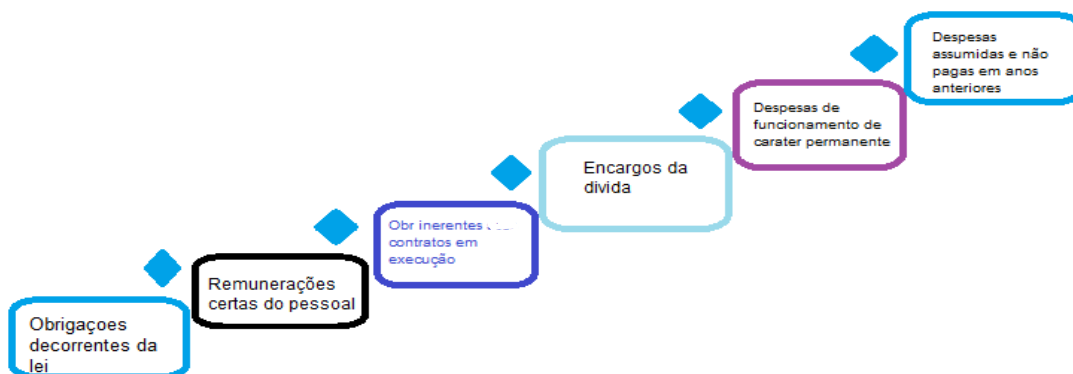 Obrigaçoes
decorrentes da
lei
Remunerações
certas do pessoal
Obr inerentes
contratos em
execução
Encargos da
divida
Despesas de
funcionamento de
carater permanente
Despesas
assumidas e não
pagas em anos
anteriores